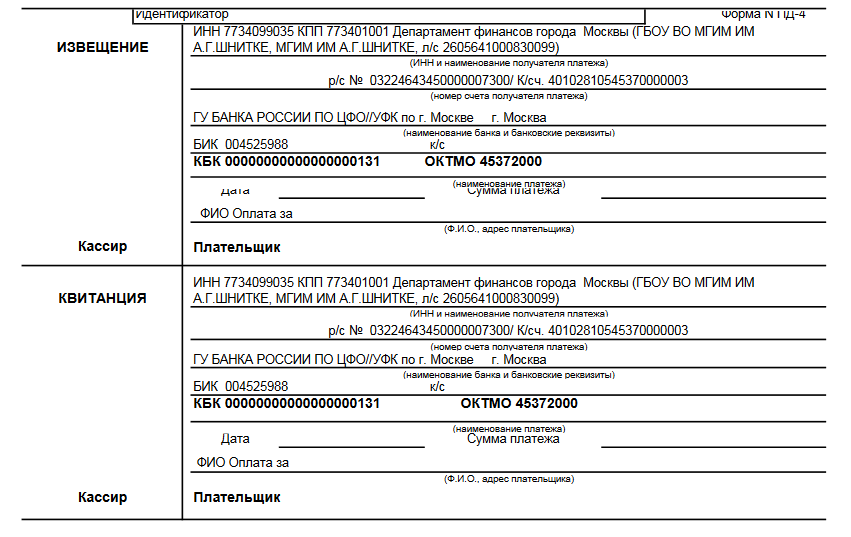 Идентификатор Форма N ПД-4
ИЗВЕЩЕНИЕ
ИНН 7734099035 КПП 773401001 Департамент финансов города Москвы (ГБОУ ВО МГИМ ИМ
А.Г.ШНИТКЕ, МГИМ ИМ А.Г.ШНИТКЕ, л/с 2605641000830099)
(ИНН и наименование получателя платежа)
р/с № 03224643450000007300/ К/сч. 40102810545370000003
(номер счета получателя платежа)
ГУ БАНКА РОССИИ ПО ЦФО//УФК по г. Москве г. Москва
(наименование банка и банковские реквизиты)
БИК 004525988 к/с
КБК 00000000000000000131 ОКТМО 45372000
(наименование платежа)
Дата Сумма платежа
ФИО Оплата за
(Ф.И.О., адрес плательщика)
Кассир Плательщик
КВИТАНЦИЯ
ИНН 7734099035 КПП 773401001 Департамент финансов города Москвы (ГБОУ ВО МГИМ ИМ
А.Г.ШНИТКЕ, МГИМ ИМ А.Г.ШНИТКЕ, л/с 2605641000830099)
(ИНН и наименование получателя платежа)
р/с № 03224643450000007300/ К/сч. 40102810545370000003
(номер счета получателя платежа)
ГУ БАНКА РОССИИ ПО ЦФО//УФК по г. Москве г. Москва
(наименование банка и банковские реквизиты)
БИК 004525988 к/с
КБК 00000000000000000131 ОКТМО 45372000
(наименование платежа)
Дата Сумма платежа
ФИО Оплата за
(Ф.И.О., адрес плательщика)
Кассир Плательщик